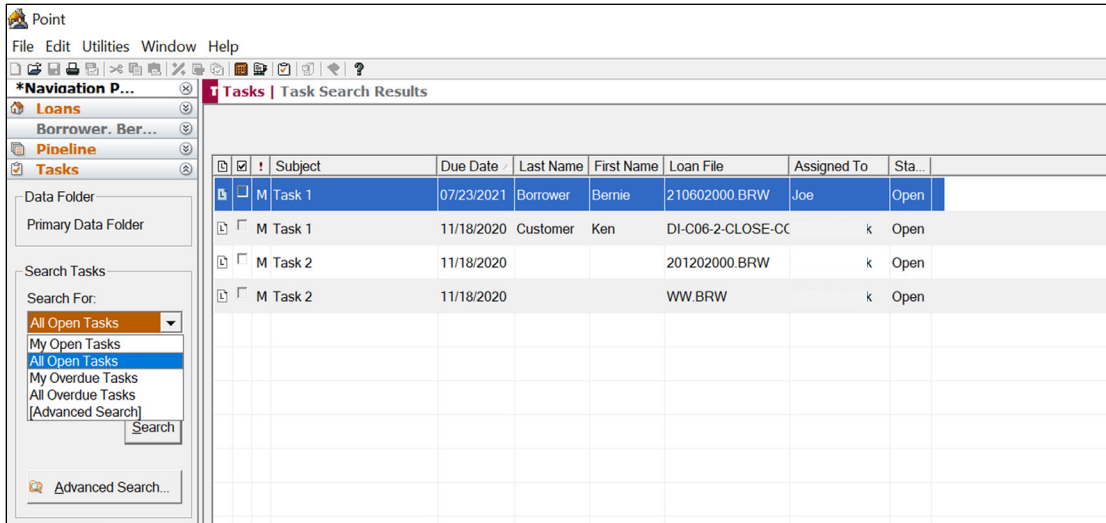 Point
File Edit Utilities Window Help
*Navigation P...
Loans
Borrower, Ber...
Pipeline
Tasks
Data Folder
Primary Data Folder
Search Tasks
Search For:
All Open Tasks
My Open Tasks
All Open Tasks
My Overdue Tasks
All Overdue Tasks
[Advanced Search]
Search
Advanced Search...
T Tasks | Task Search Results
! Subject Due Date Last Name First Name Loan File Assigned To Sta...
M Task 1 07/23/2021 Borrower Bernie 210602000.BRW Joe Open
M Task 1 11/18/2020 Customer Ken DI-C06-2-CLOSE-CC k Open
M Task 2 11/18/2020 201202000.BRW k Open
M Task 2 11/18/2020 WW.BRW k Open